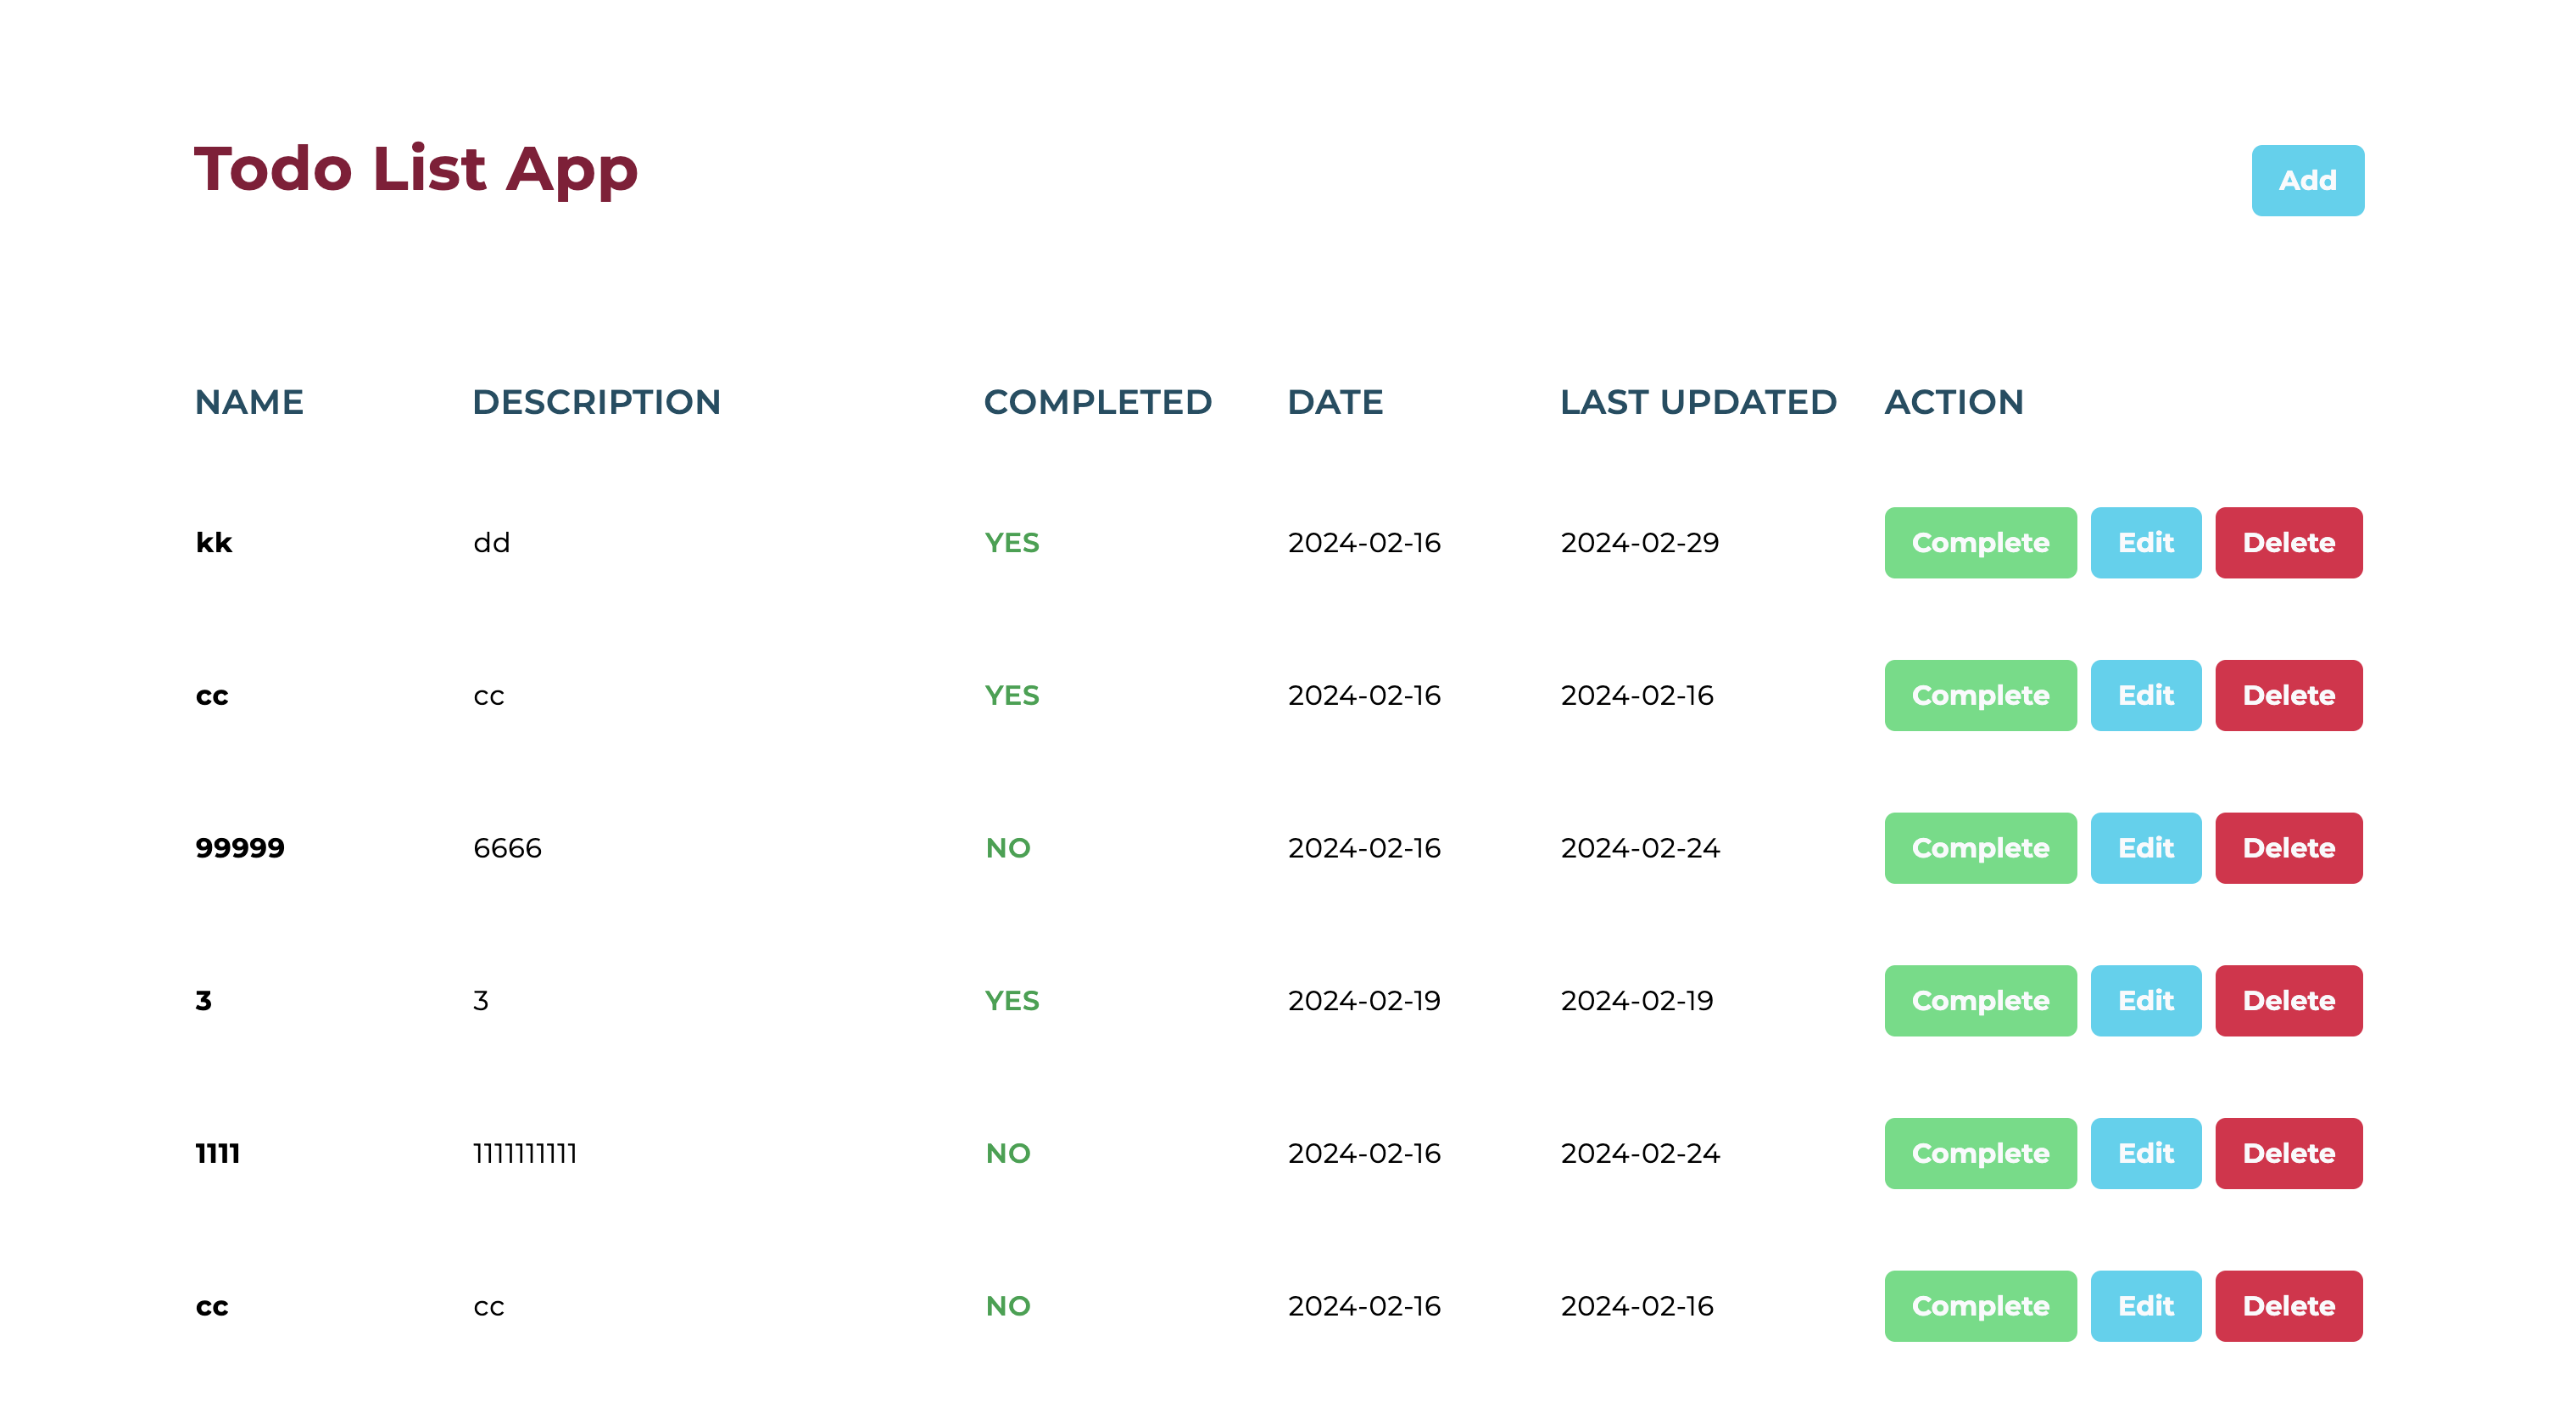 Todo List App
Add
NAME DESCRIPTION COMPLETED DATE LAST UPDATED ACTION
kk dd YES 2024-02-16 2024-02-29 Complete Edit Delete
cc cc YES 2024-02-16 2024-02-16 Complete Edit Delete
99999 6666 NO 2024-02-16 2024-02-24 Complete Edit Delete
3 3 YES 2024-02-19 2024-02-19 Complete Edit Delete
1111 1111111111 NO 2024-02-16 2024-02-24 Complete Edit Delete
cc cc NO 2024-02-16 2024-02-16 Complete Edit Delete